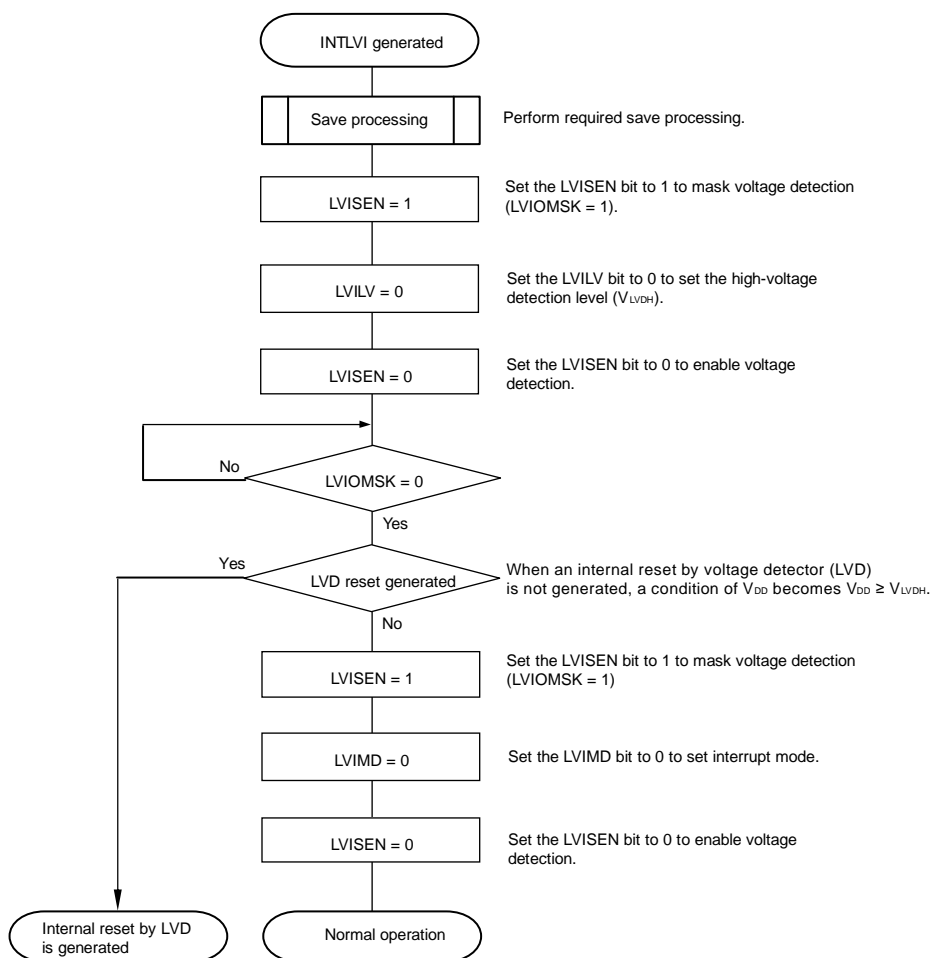 INTLVI generated
Save processing
Perform required save processing.
LVISEN = 1
Set the LVISEN bit to 1 to mask voltage detection
(LVIOMSK = 1).
LVILV = 0
Set the LVILV bit to 0 to set the high-voltage
detection level (VLVDH).
LVISEN = 0
Set the LVISEN bit to 0 to enable voltage
detection.
No
LVIOMSK = 0
Yes
Yes
LVD reset generated
When an internal reset by voltage detector (LVD)
is not generated, a condition of VDD becomes VDD ≥ VLVDH.
No
LVISEN = 1
Set the LVISEN bit to 1 to mask voltage detection
(LVIOMSK = 1)
LVIMD = 0
Set the LVIMD bit to 0 to set interrupt mode.
LVISEN = 0
Set the LVISEN bit to 0 to enable voltage
detection.
Internal reset by LVD
is generated
Normal operation